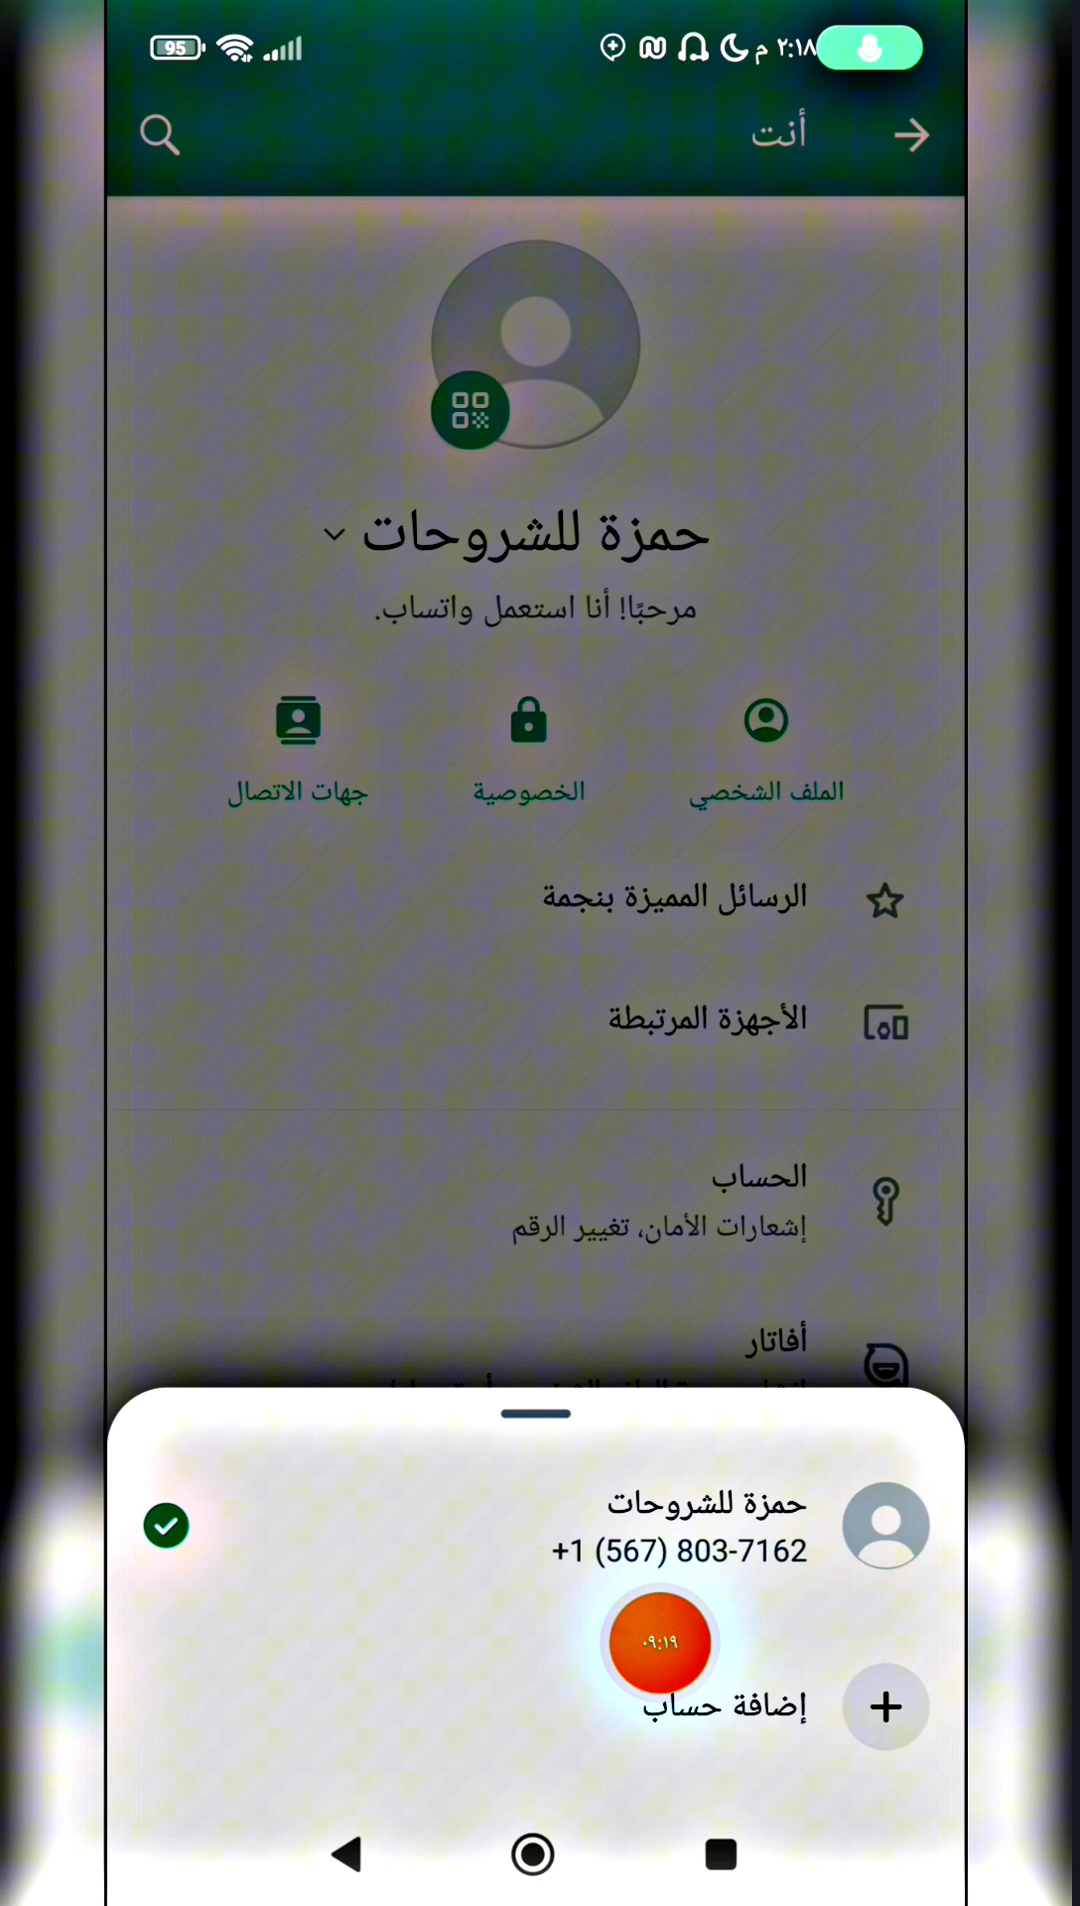 95
٢:١٨ م
أنت
حمزة للشروحات
مرحبًا! أنا استعمل واتساب.
الملف الشخصي
الخصوصية
جهات الاتصال
الرسائل المميزة بنجمة
الأجهزة المرتبطة
الحساب
إشعارات الأمان، تغيير الرقم
أفاتار
حمزة للشروحات
+1 (567) 803-7162
٠٩:١٩
إضافة حساب